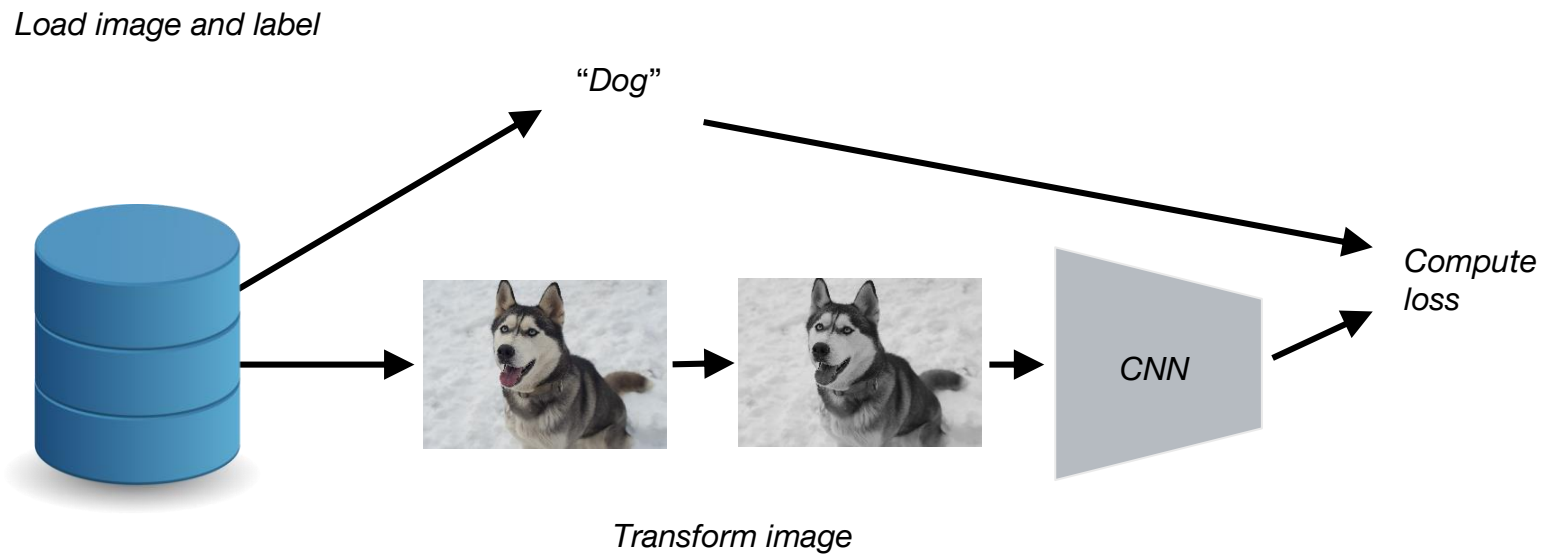 Load image and label
“Dog”
Compute
loss
CNN
Transform image